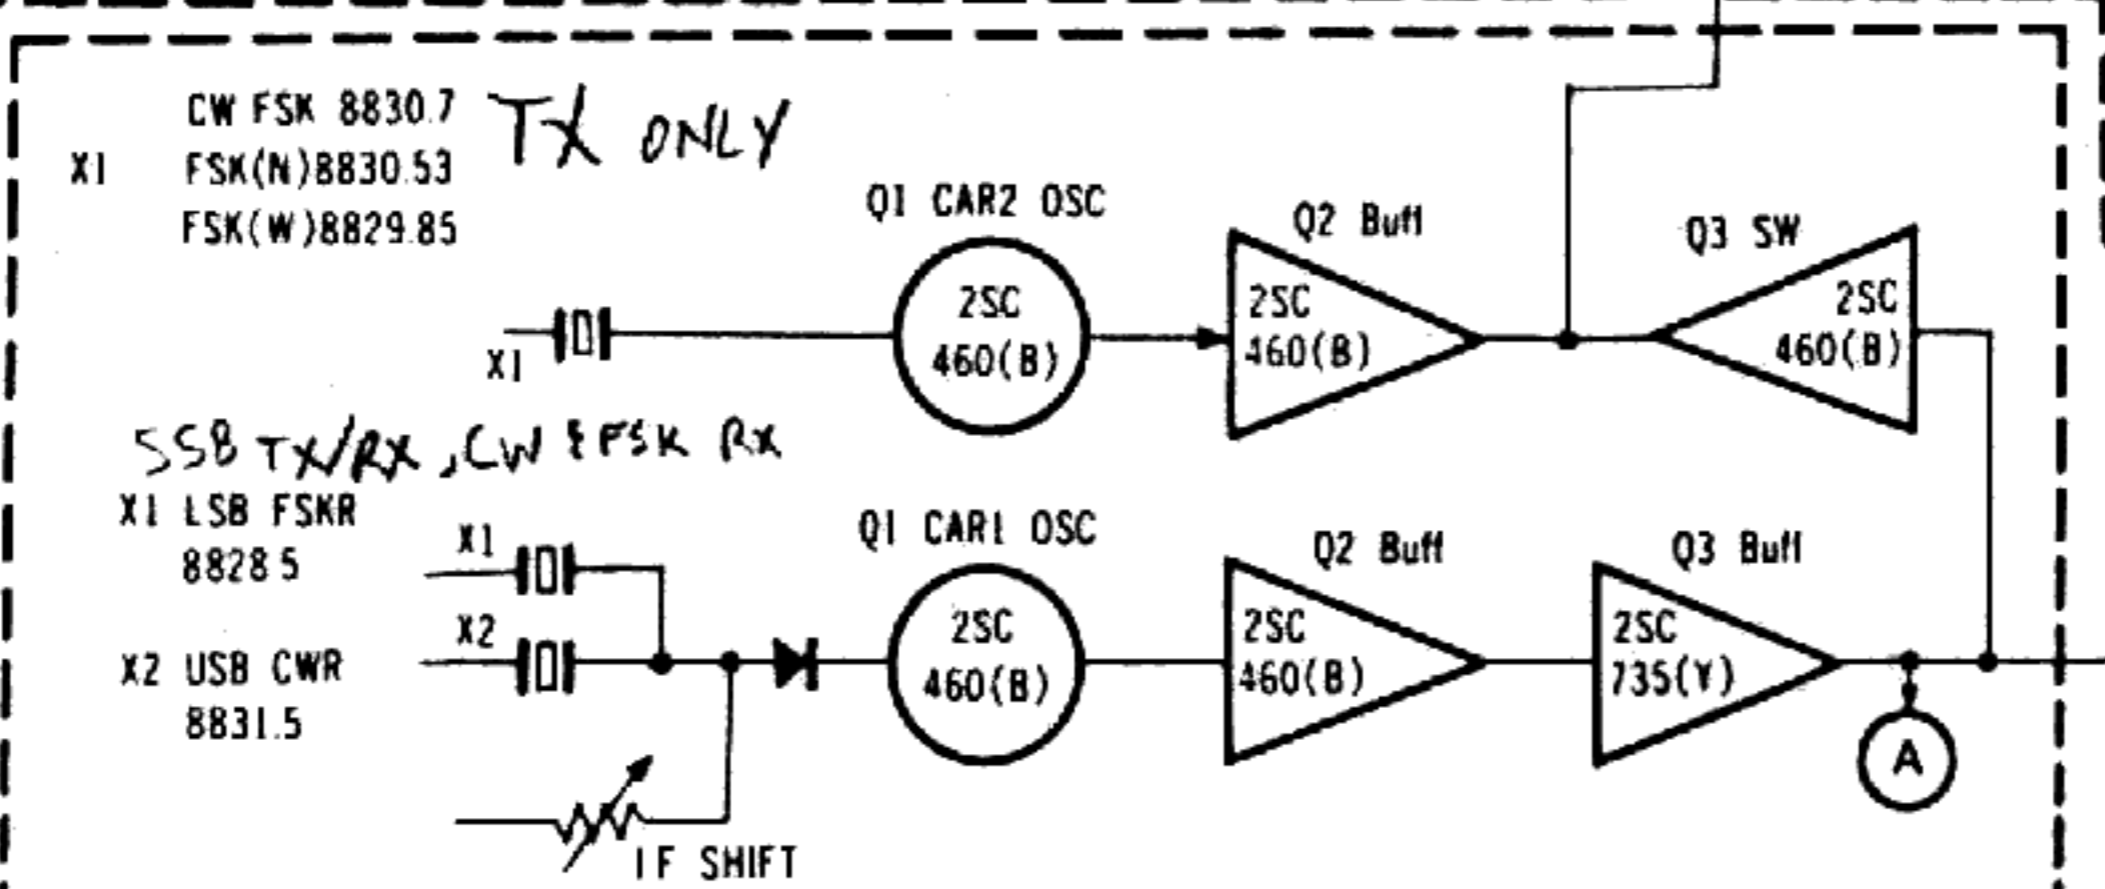 CW FSK 8830.7
TX ONLY
X1
FSK(N)8830.53
FSK(W)8829.85
Q1 CAR2 OSC
Q2 Buff
Q3 SW
2SC
460(B)
2SC
460(B)
2SC
460(B)
X1
SSB TX/RX, CW & FSK RX
X1 LSB FSKR
8828.5
X1
Q1 CAR1 OSC
Q2 Buff
Q3 Buff
X2
2SC
460(B)
2SC
460(B)
2SC
735(Y)
X2 USB CWR
8831.5
A
IF SHIFT